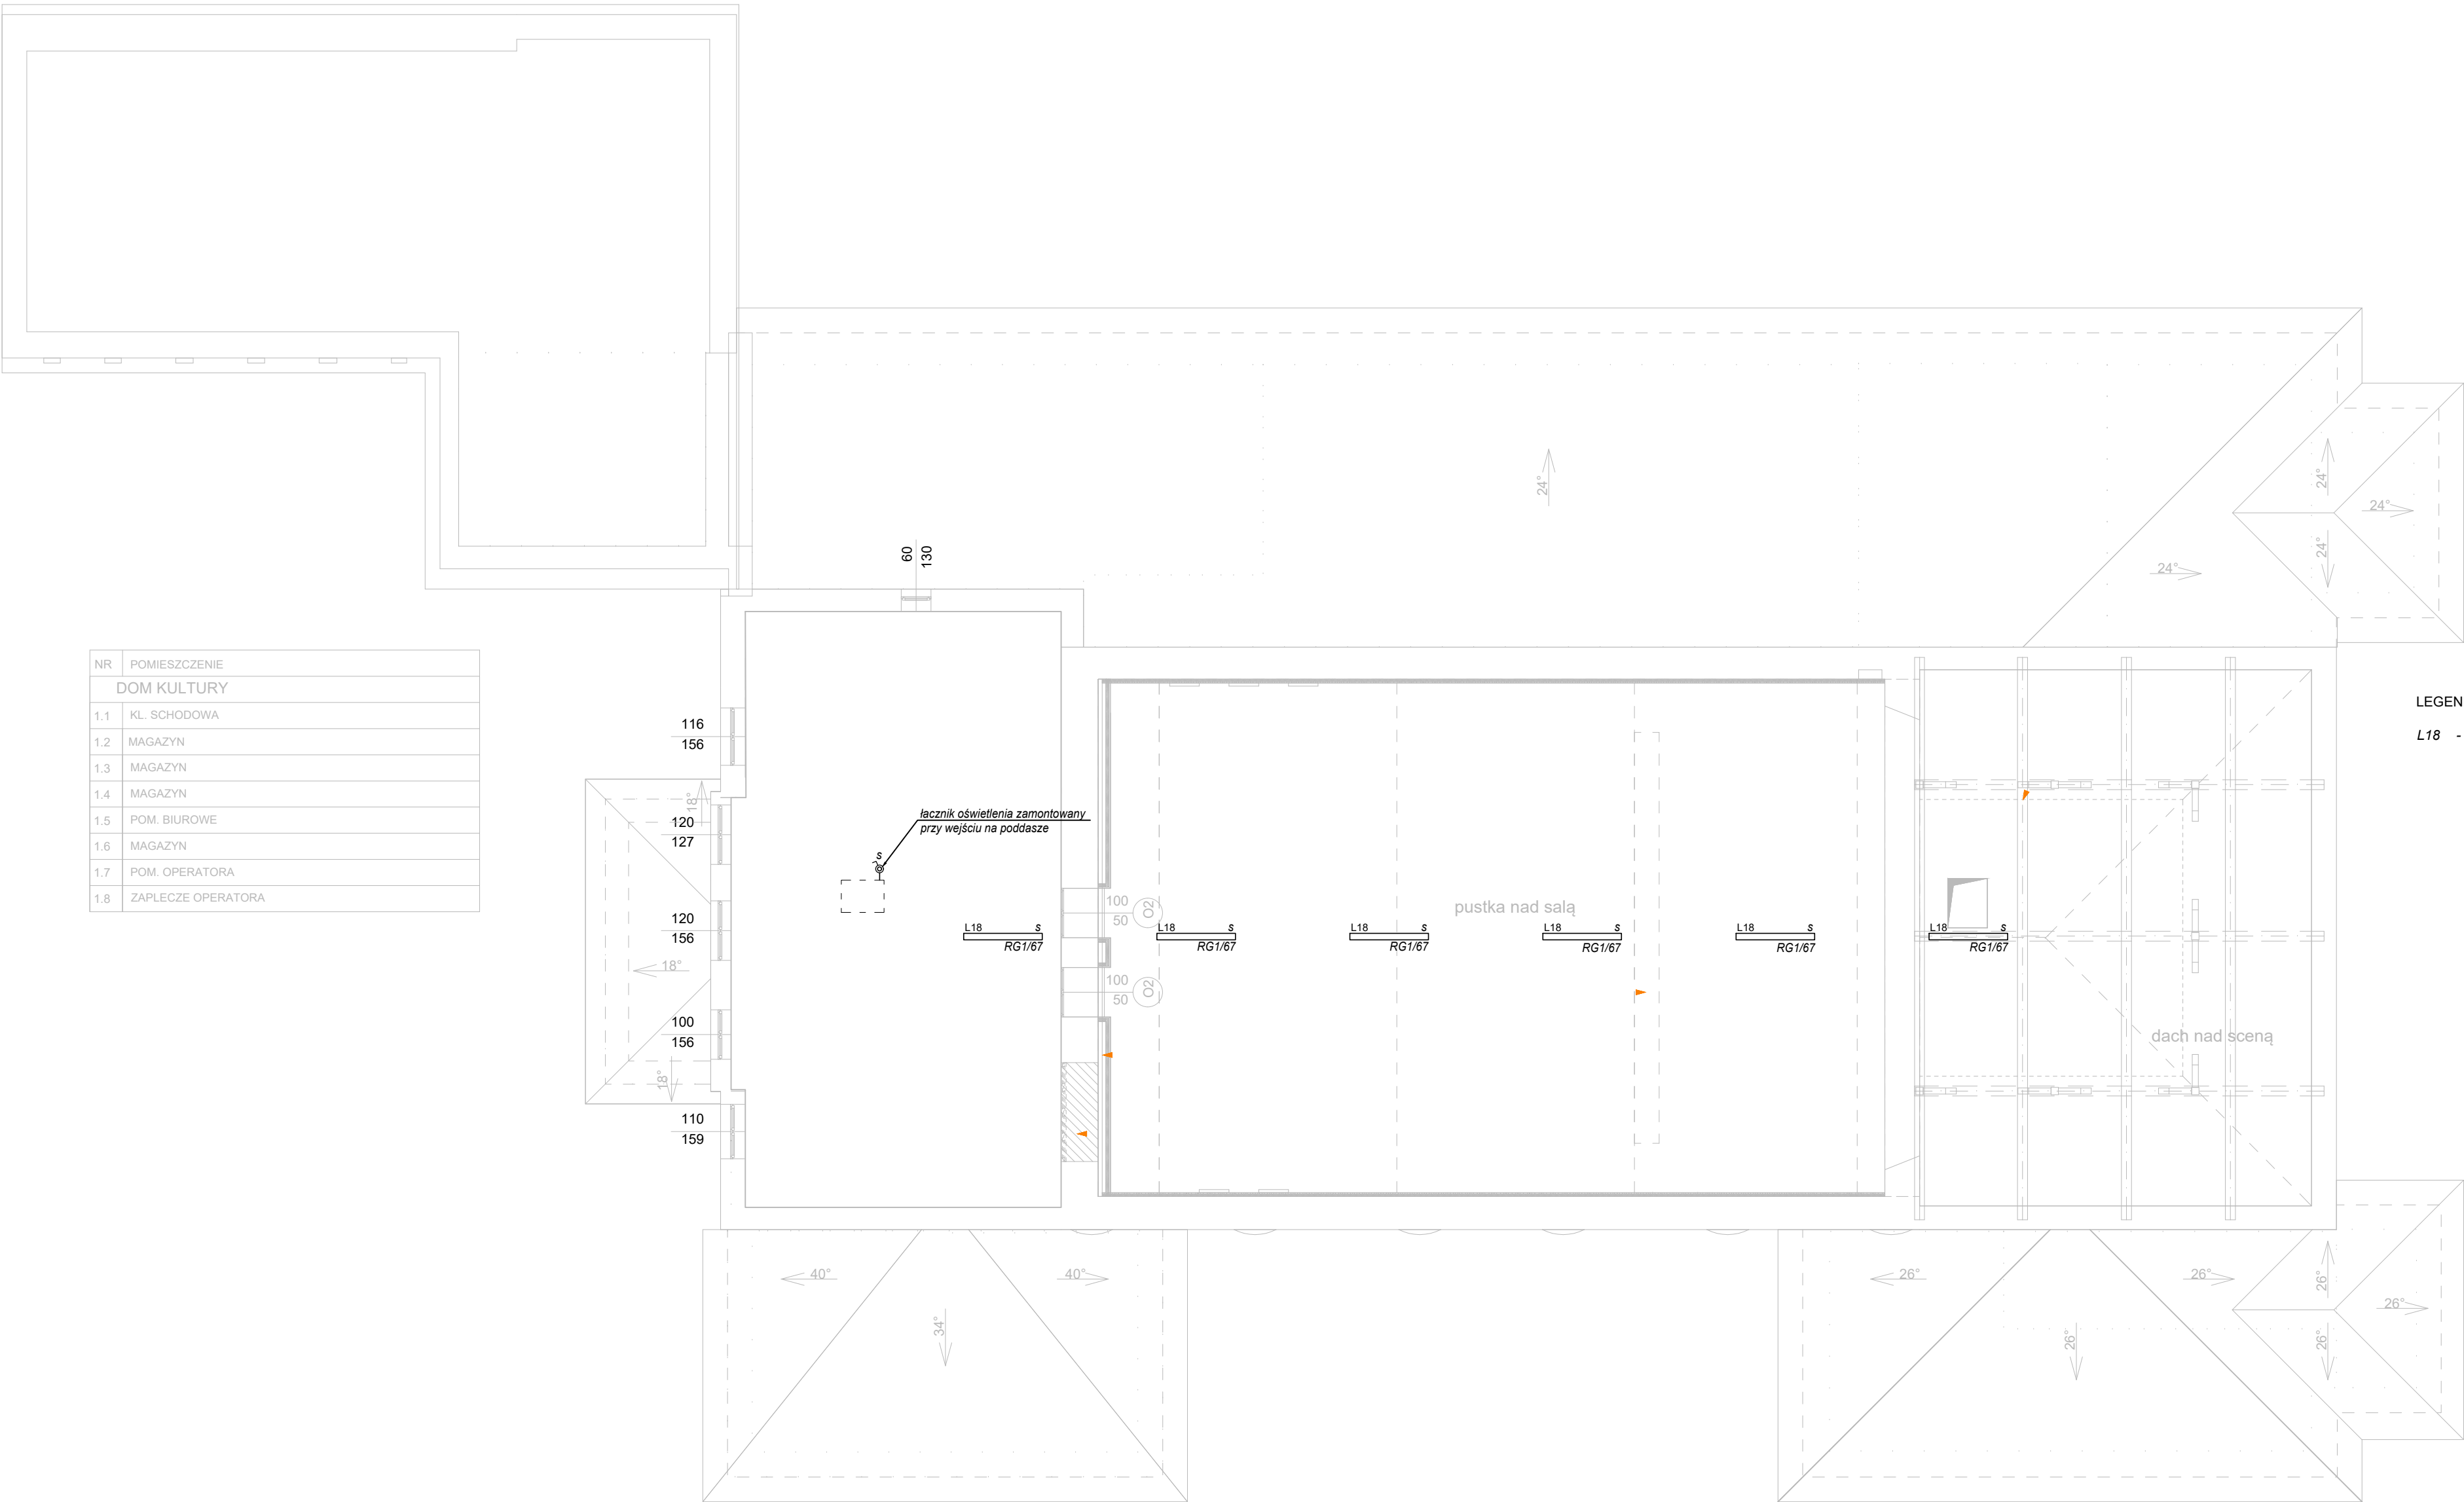 24°
24°
24°
24°
24°
60
130
NR POMIESZCZENIE
DOM KULTURY
1.1 KL. SCHODOWA
1.2 MAGAZYN
1.3 MAGAZYN
1.4 MAGAZYN
1.5 POM. BIUROWE
1.6 MAGAZYN
1.7 POM. OPERATORA
1.8 ZAPLECZE OPERATORA
LEGEN
L18 -
116
156
18°
120
127
łacznik oświetlenia zamontowany
przy wejściu na poddasze
s
120
156
18°
100
156
18°
110
159
100
50
O2
100
50
O2
pustka nad salą
L18 s
RG1/67
L18 s
RG1/67
L18 s
RG1/67
L18 s
RG1/67
L18 s
RG1/67
L18 s
RG1/67
dach nad sceną
40°
40°
34°
26°
26°
26°
26°
26°
26°